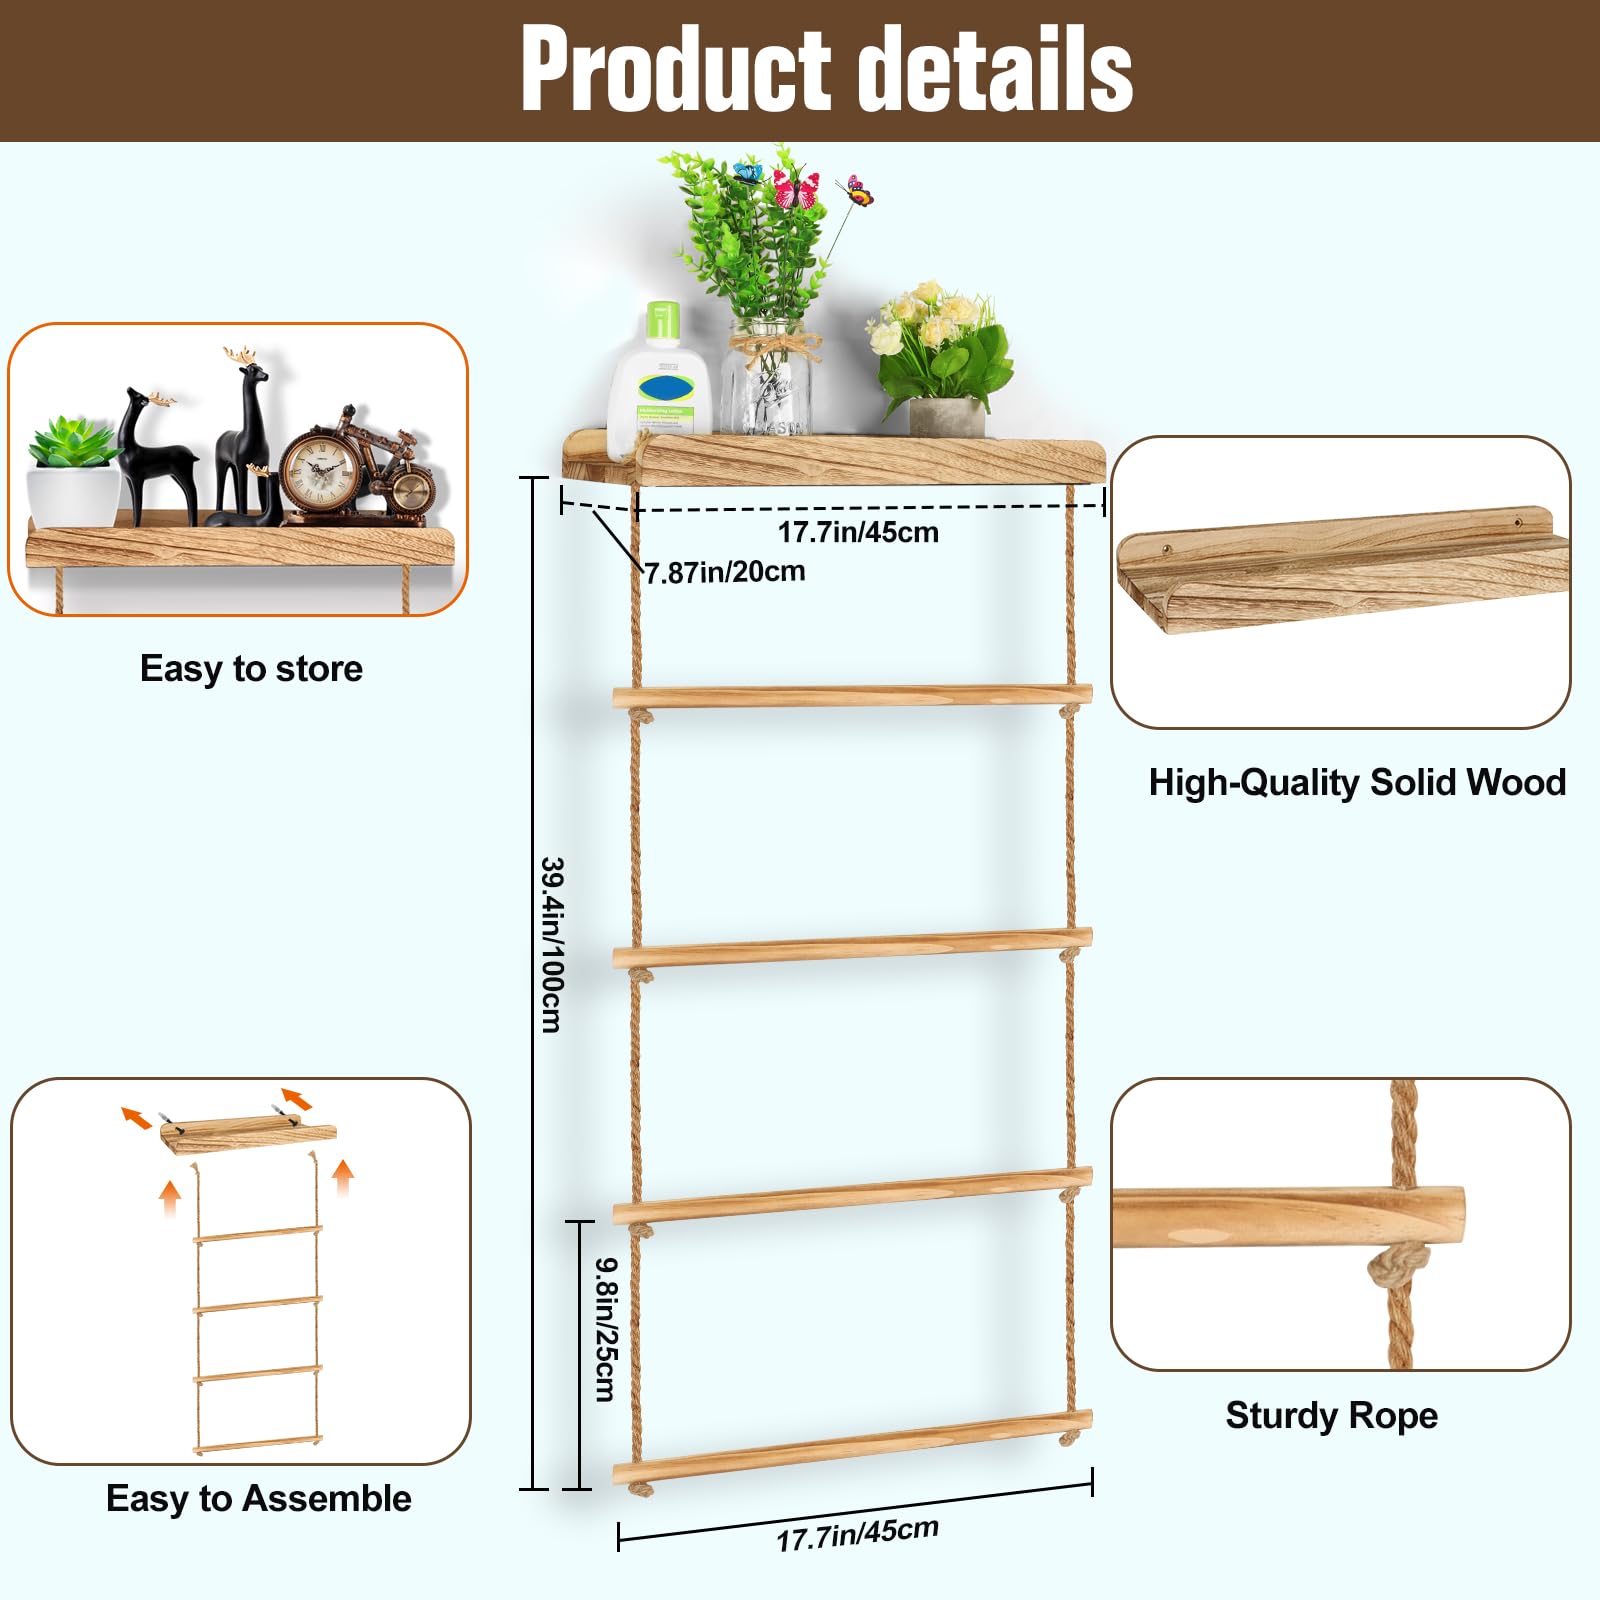 Product details
17.7in/45cm
7.87in/20cm
Easy to store
High-Quality Solid Wood
39.4in/100cm
9.8in/25cm
Sturdy Rope
Easy to Assemble
17.7in/45cm